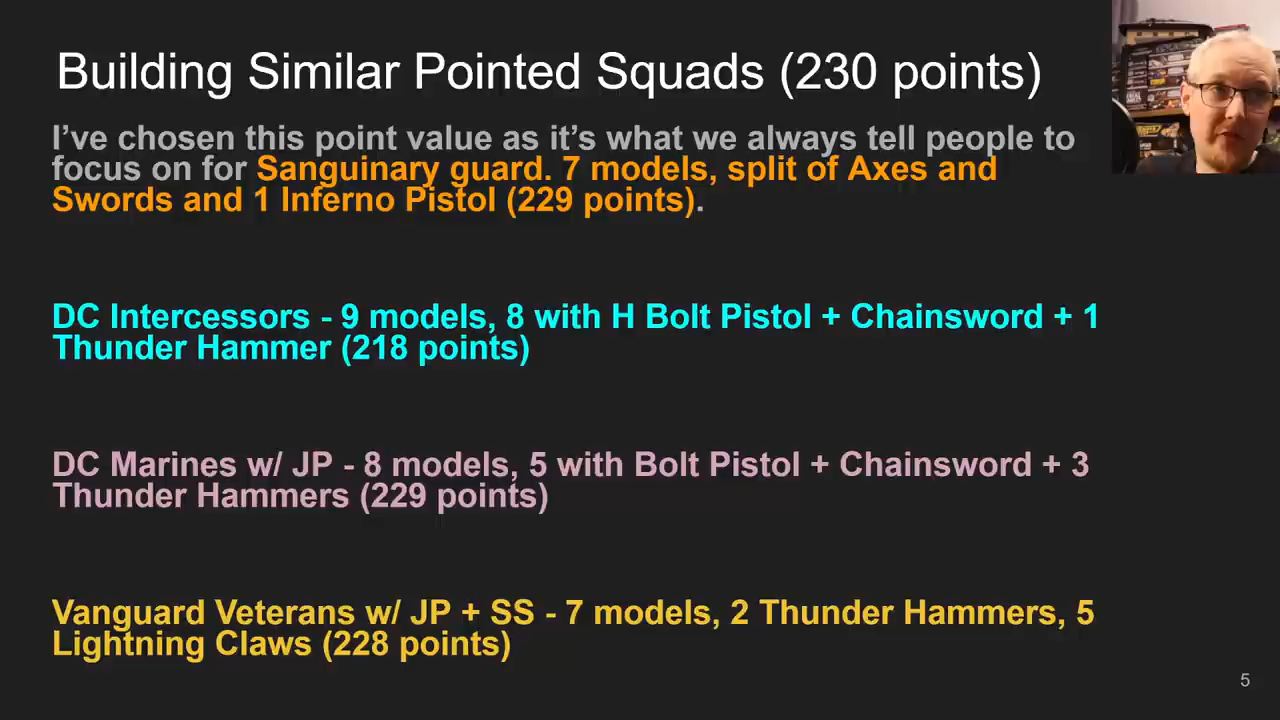 Building Similar Pointed Squads (230 points)
I've chosen this point value as it's what we always tell people to
focus on for Sanguinary guard. 7 models, split of Axes and
Swords and 1 Inferno Pistol (229 points).
DC Intercessors - 9 models, 8 with H Bolt Pistol + Chainsword + 1
Thunder Hammer (218 points)
DC Marines w/ JP - 8 models, 5 with Bolt Pistol + Chainsword + 3
Thunder Hammers (229 points)
Vanguard Veterans w/ JP + SS - 7 models, 2 Thunder Hammers, 5
Lightning Claws (228 points)
5